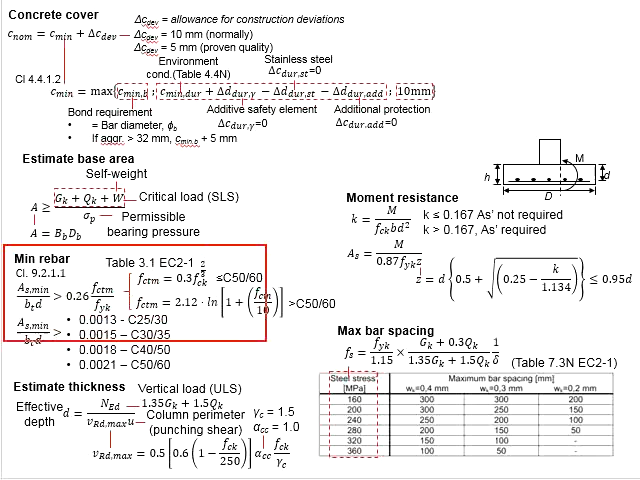 Concrete cover
Δc_dev = allowance for construction deviations
c_nom = c_min + Δc_dev — Δc_dev = 10 mm (normally)
Δc_dev = 5 mm (proven quality)
Environment cond.(Table 4.4N)
Stainless steel
Δc_dur,st=0
Cl 4.4.1.2
c_min = max{c_min,b ; c_min,dur + Δd_dur,γ − Δd_dur,st − Δd_dur,add ; 10mm}
Bond requirement
• = Bar diameter, ϕ_b
• If aggr. > 32 mm, c_min,b + 5 mm
Additive safety element
Δc_dur,γ=0
Additional protection
Δc_dur.add=0
Estimate base area
Self-weight
A ≥ (G_k + Q_k + W)/σ_p
Critical load (SLS)
Permissible
bearing pressure
A = B_b D_b
Min rebar
Cl. 9.2.1.1
Table 3.1 EC2-1
A_s,min/(b_t d) > 0.26 f_ctm/f_yk
f_ctm = 0.3f_ck^(2/3) ≤C50/60
f_ctm = 2.12 · ln[1 + (f_cm/10)] >C50/60
A_s,min/(b_t d) >
• 0.0013 - C25/30
• 0.0015 – C30/35
• 0.0018 – C40/50
• 0.0021 – C50/60
Estimate thickness
Vertical load (ULS)
Effective
depth
d = N_Ed/(v_Rd,max u)
1.35G_k + 1.5Q_k
Column perimeter
(punching shear)
γ_c = 1.5
α_cc = 1.0
v_Rd,max = 0.5 [0.6 (1 − f_ck/250)] α_cc f_ck/γ_c
M
h
d
D
Moment resistance
k = M/(f_ck bd²)
k ≤ 0.167 As' not required
k > 0.167, As' required
A_s = M/(0.87f_yk z)
z = d {0.5 + √(0.25 − k/1.134)} ≤ 0.95d
Max bar spacing
f_s = f_yk/1.15 × (G_k + 0.3Q_k)/(1.35G_k + 1.5Q_k) 1/δ
(Table 7.3N EC2-1)
Steel stress [MPa] Maximum bar spacing [mm]
w_k=0,4 mm w_k=0,3 mm w_k=0,2 mm
160 300 300 200
200 300 250 150
240 250 200 100
280 200 150 50
320 150 100 -
360 100 50 -